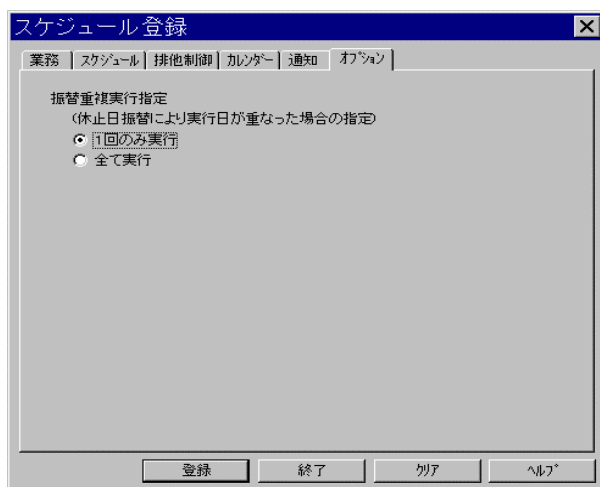 スケジュール登録
業務 ｽｹｼﾞｭｰﾙ 排他制御 ｶﾚﾝﾀﾞｰ 通知 ｵﾌﾟｼｮﾝ
振替重複実行指定
(休止日振替により実行日が重なった場合の指定)
1回のみ実行
全て実行
登録 終了 ｸﾘｱ ﾍﾙﾌﾟ